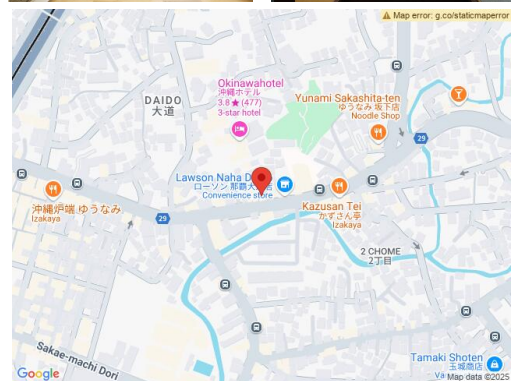 Map error: g.co/staticmaperror
Okinawahotel
沖縄ホテル
3.8 ★ (477)
3-star hotel
DAIDO
大道
Yunami Sakashita-ten
ゆうなみ 坂下店
Noodle Shop
29
Lawson Naha D
ローソン 那覇大 店
Convenience store
Kazusan Tei
かずさん亭
Izakaya
沖縄炉端 ゆうなみ
Izakaya
29
29
2 CHOME
2丁目
Sakae-machi Dori
Tamaki Shoten
玉城商店
Va
Google
Map data ©2025